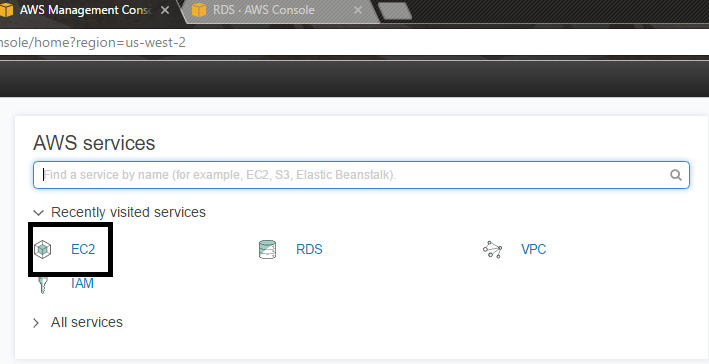 AWS Management Conso
RDS · AWS Console
nsole/home?region=us-west-2
AWS services
Find a service by name (for example, EC2, S3, Elastic Beanstalk).
Recently visited services
EC2 RDS VPC
IAM
All services